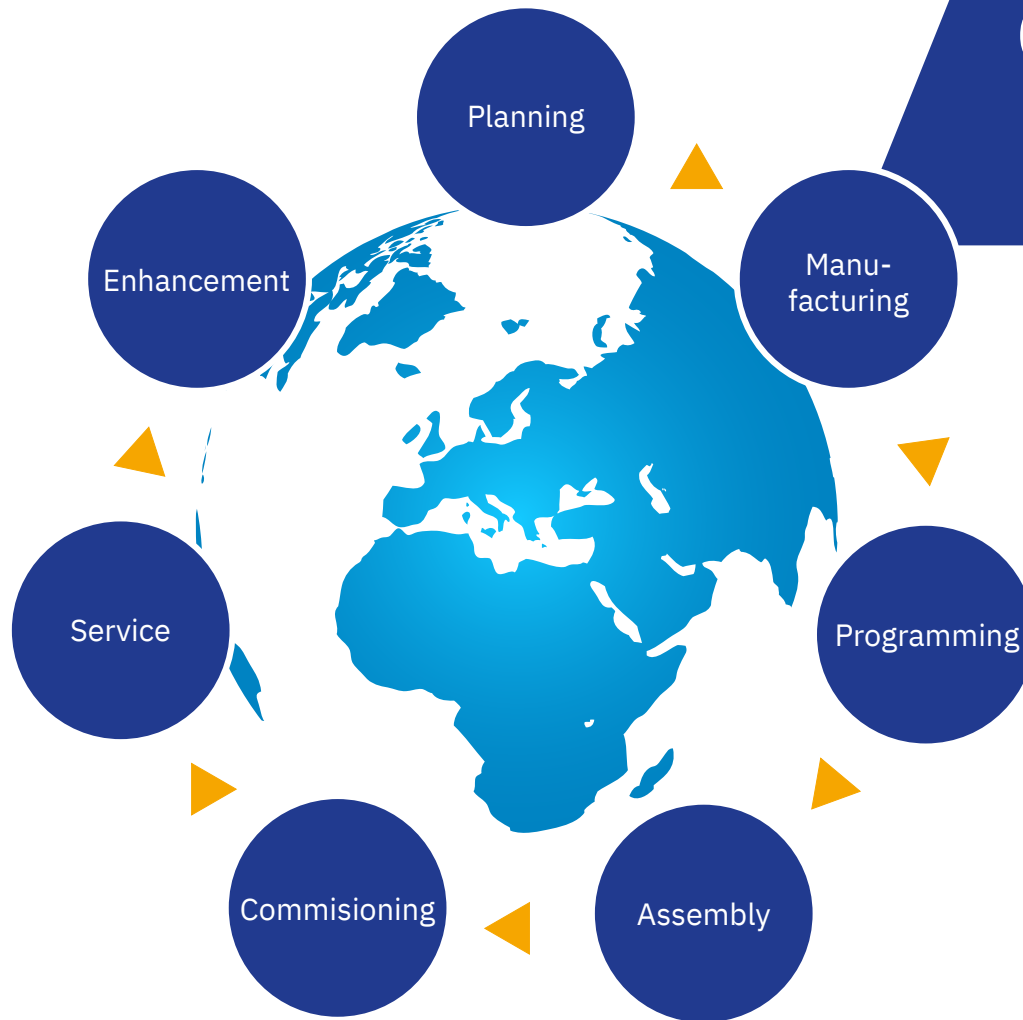 Planning
Enhancement
Manu-
facturing
Service
Programming
Commisioning
Assembly